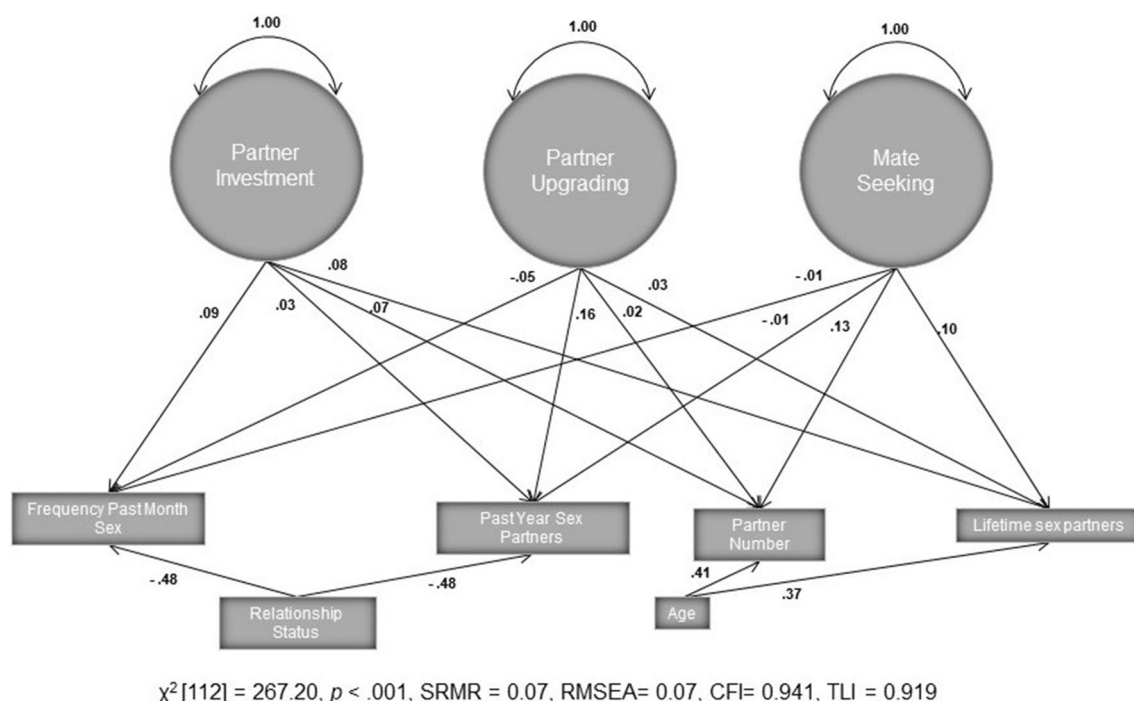 1.00
1.00
1.00
Partner
Investment
Partner
Upgrading
Mate
Seeking
.09
.03
.07
.08
-.05
.16
.02
.03
-.01
-.01
.13
.10
Frequency Past Month
Sex
Past Year Sex
Partners
Partner
Number
Lifetime sex partners
-.48
-.48
.41
.37
Relationship
Status
Age
χ² [112] = 267.20, p < .001, SRMR = 0.07, RMSEA= 0.07, CFI= 0.941, TLI = 0.919